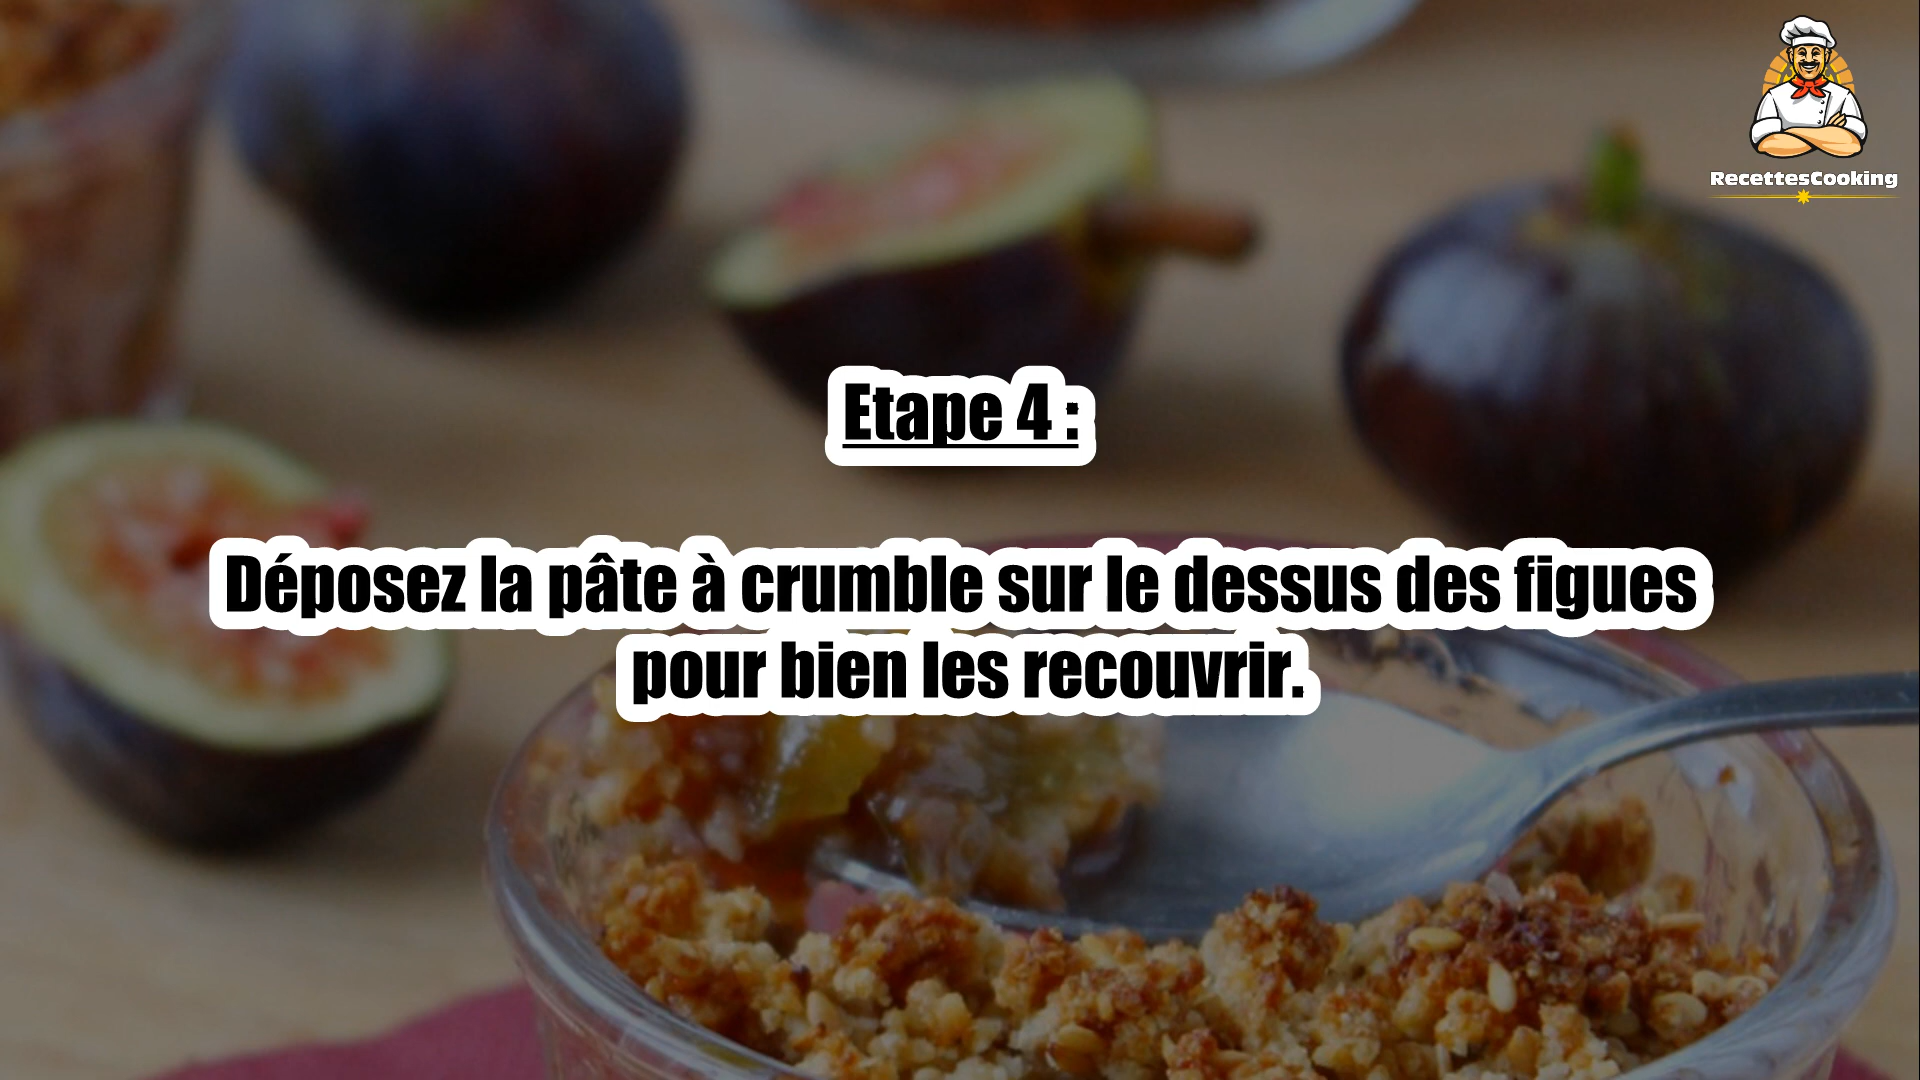 RecettesCooking
Etape 4 :
Déposez la pâte à crumble sur le dessus des figues
pour bien les recouvrir.